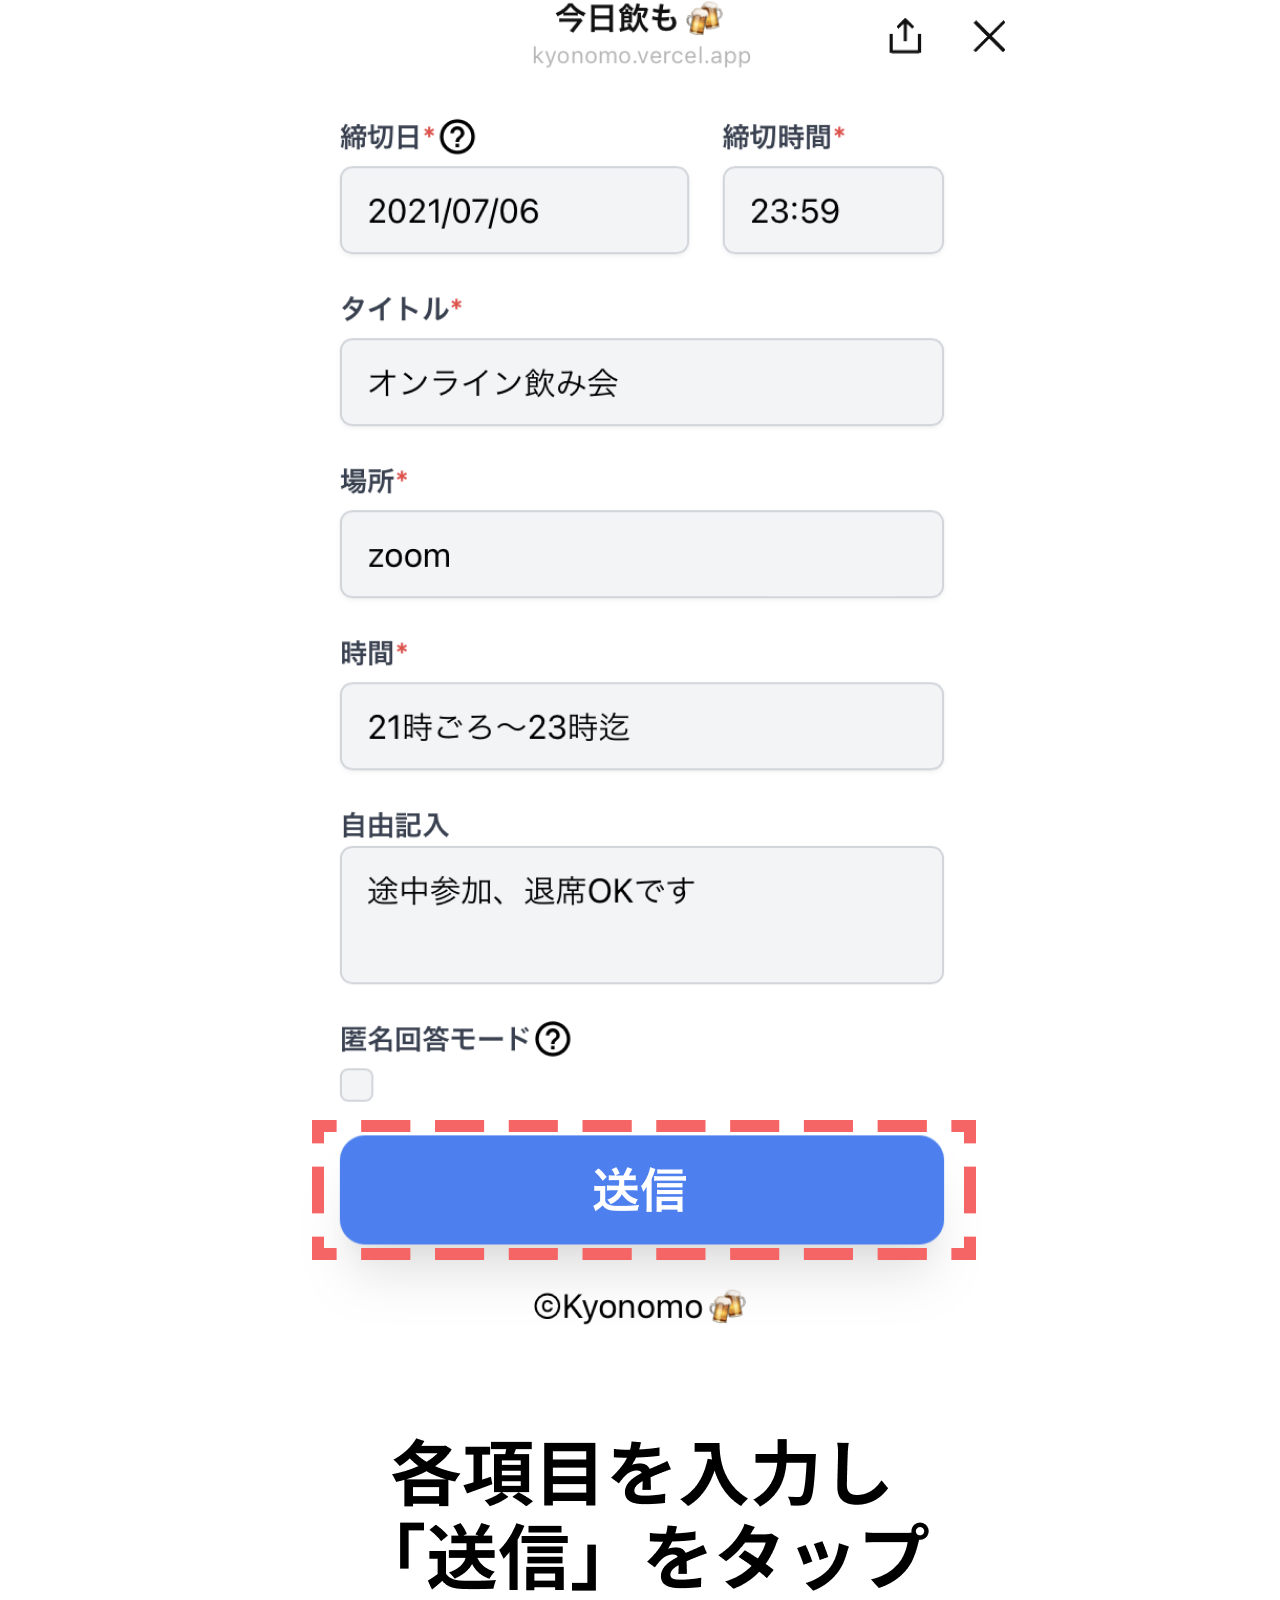 今日飲も🍻
kyonomo.vercel.app
締切日* ? 締切時間*
2021/07/06 23:59
タイトル*
オンライン飲み会
場所*
zoom
時間*
21時ごろ〜23時迄
自由記入
途中参加、退席OKです
匿名回答モード ?
送信
©Kyonomo🍻
各項目を入力し
「送信」をタップ